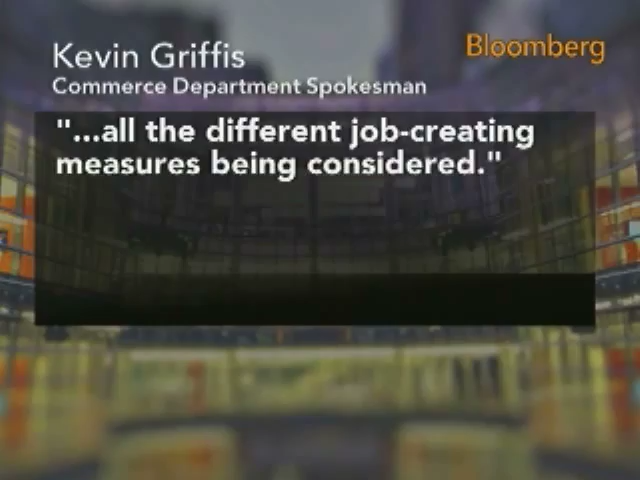 Kevin Griffis
Bloomberg
Commerce Department Spokesman
"...all the different job-creating
measures being considered."